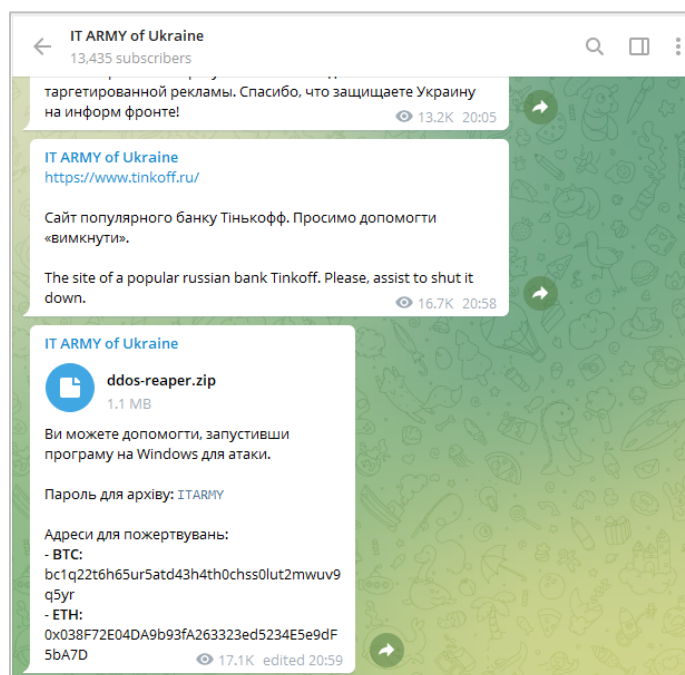 IT ARMY of Ukraine
13,435 subscribers
таргетированной рекламы. Спасибо, что защищаете Украину
на информ фронте!
13.2K 20:05
IT ARMY of Ukraine
https://www.tinkoff.ru/
Сайт популярного банку Тінькофф. Просимо допомогти
«вимкнути».
The site of a popular russian bank Tinkoff. Please, assist to shut it
down.
16.7K 20:58
IT ARMY of Ukraine
ddos-reaper.zip
1.1 MB
Ви можете допомогти, запустивши
програму на Windows для атаки.
Пароль для архіву: ITARMY
Адреси для пожертвувань:
- BTC:
bc1q22t6h65ur5atd43h4th0chss0lut2mwuv9
q5yr
- ETH:
0x038F72E04DA9b93fA263323ed5234E5e9dF
5bA7D
17.1K edited 20:59